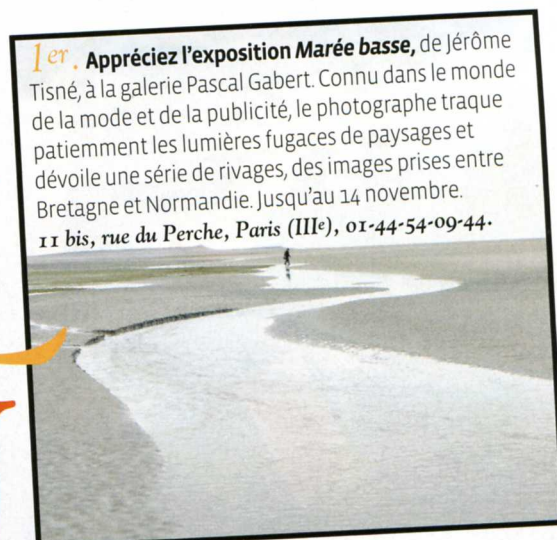 1er. Appréciez l'exposition Marée basse, de Jérôme
Tisné, à la galerie Pascal Gabert. Connu dans le monde
de la mode et de la publicité, le photographe traque
patiemment les lumières fugaces de paysages et
dévoile une série de rivages, des images prises entre
Bretagne et Normandie. Jusqu'au 14 novembre.
11 bis, rue du Perche, Paris (IIIe), 01-44-54-09-44.